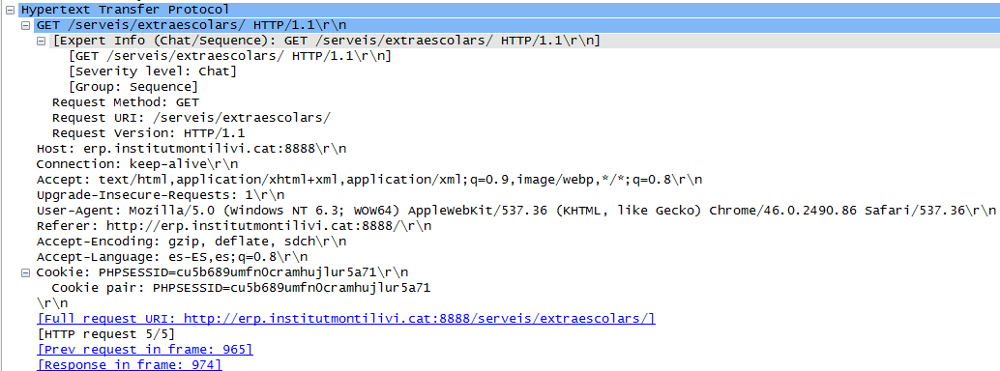 Hypertext Transfer Protocol
GET /serveis/extraescolars/ HTTP/1.1\r\n
[Expert Info (Chat/Sequence): GET /serveis/extraescolars/ HTTP/1.1\r\n]
[GET /serveis/extraescolars/ HTTP/1.1\r\n]
[Severity level: Chat]
[Group: Sequence]
Request Method: GET
Request URI: /serveis/extraescolars/
Request Version: HTTP/1.1
Host: erp.institutmontilivi.cat:8888\r\n
Connection: keep-alive\r\n
Accept: text/html,application/xhtml+xml,application/xml;q=0.9,image/webp,*/*;q=0.8\r\n
Upgrade-Insecure-Requests: 1\r\n
User-Agent: Mozilla/5.0 (Windows NT 6.3; WOW64) AppleWebKit/537.36 (KHTML, like Gecko) Chrome/46.0.2490.86 Safari/537.36\r\n
Referer: http://erp.institutmontilivi.cat:8888/\r\n
Accept-Encoding: gzip, deflate, sdch\r\n
Accept-Language: es-ES,es;q=0.8\r\n
Cookie: PHPSESSID=cu5b689umfn0cramhujlur5a71\r\n
Cookie pair: PHPSESSID=cu5b689umfn0cramhujlur5a71
\r\n
[Full request URI: http://erp.institutmontilivi.cat:8888/serveis/extraescolars/]
[HTTP request 5/5]
[Prev request in frame: 965]
[Response in frame: 974]